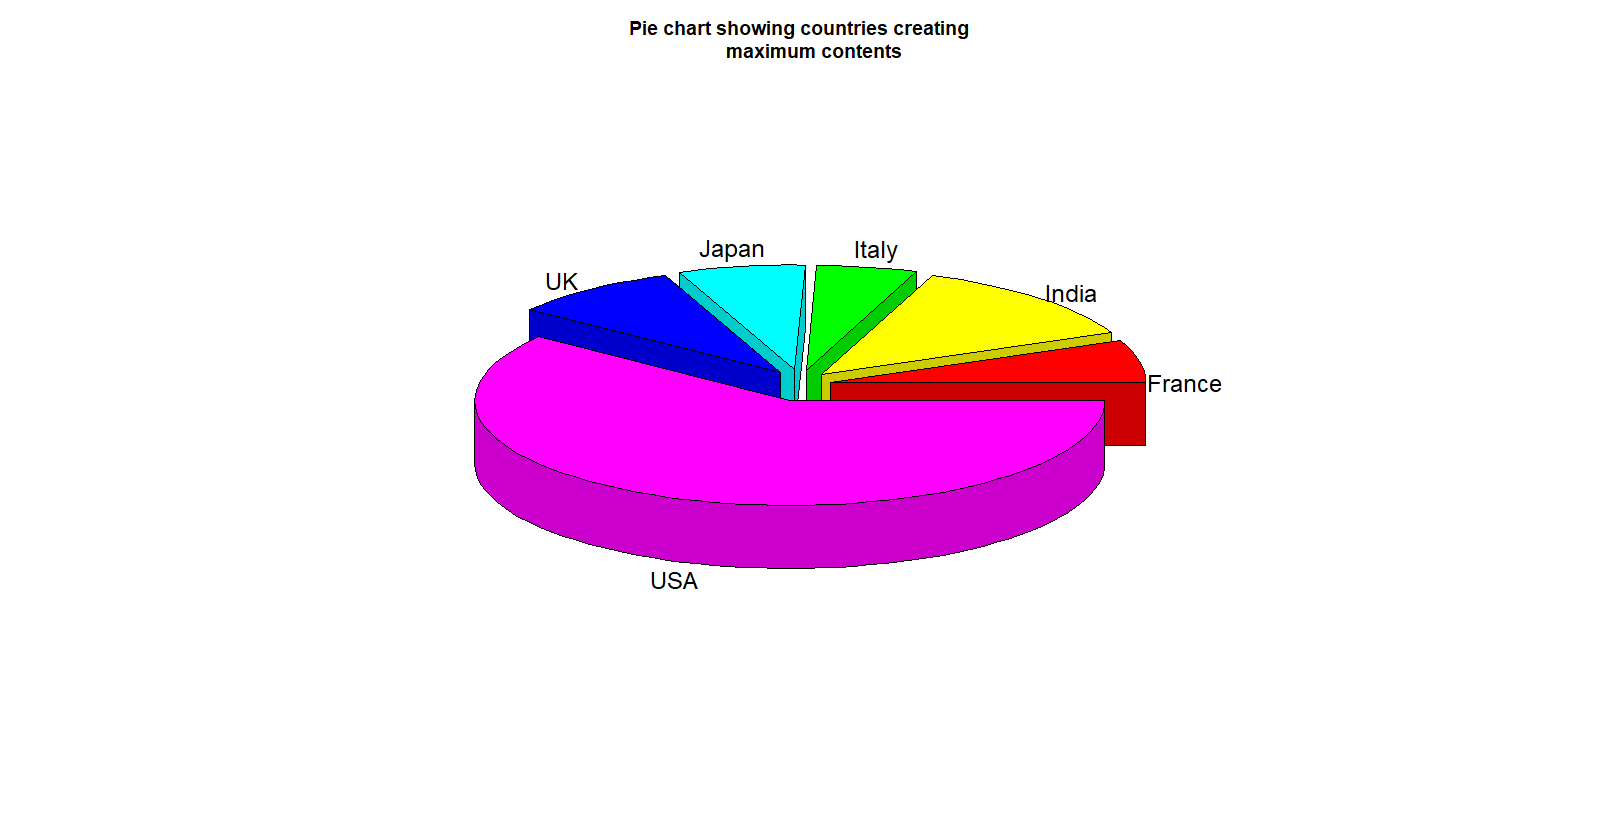 Pie chart showing countries creating
maximum contents
Japan
Italy
UK
India
France
USA